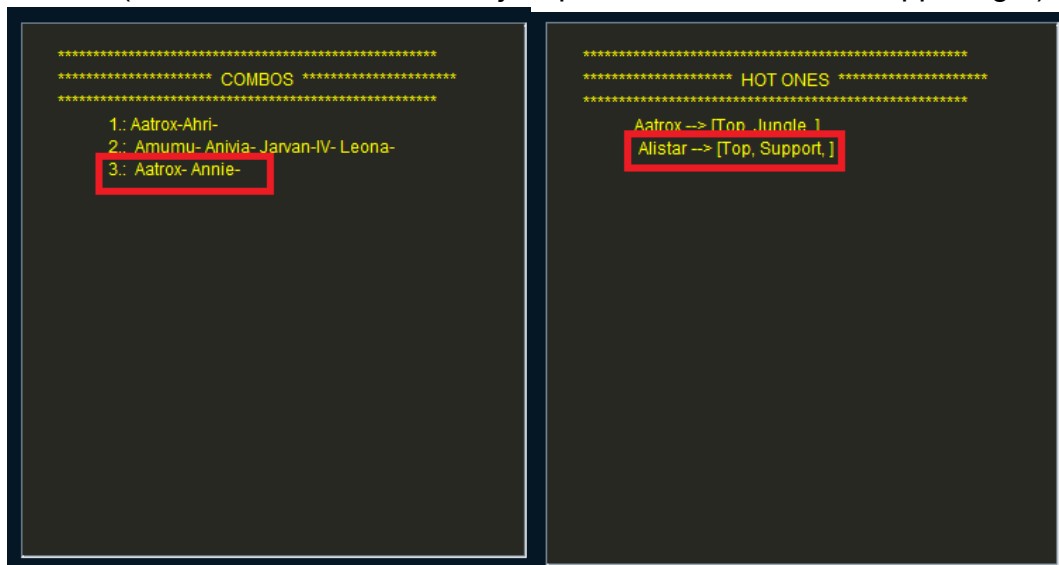 ****************************************************
********************** COMBOS **********************
****************************************************
1.: Aatrox-Ahri-
2.: Amumu- Anivia- Jarvan-IV- Leona-
3.: Aatrox- Annie-
****************************************************
********************* HOT ONES *********************
****************************************************
Aatrox --> [Top, Jungle, ]
Alistar --> [Top, Support, ]